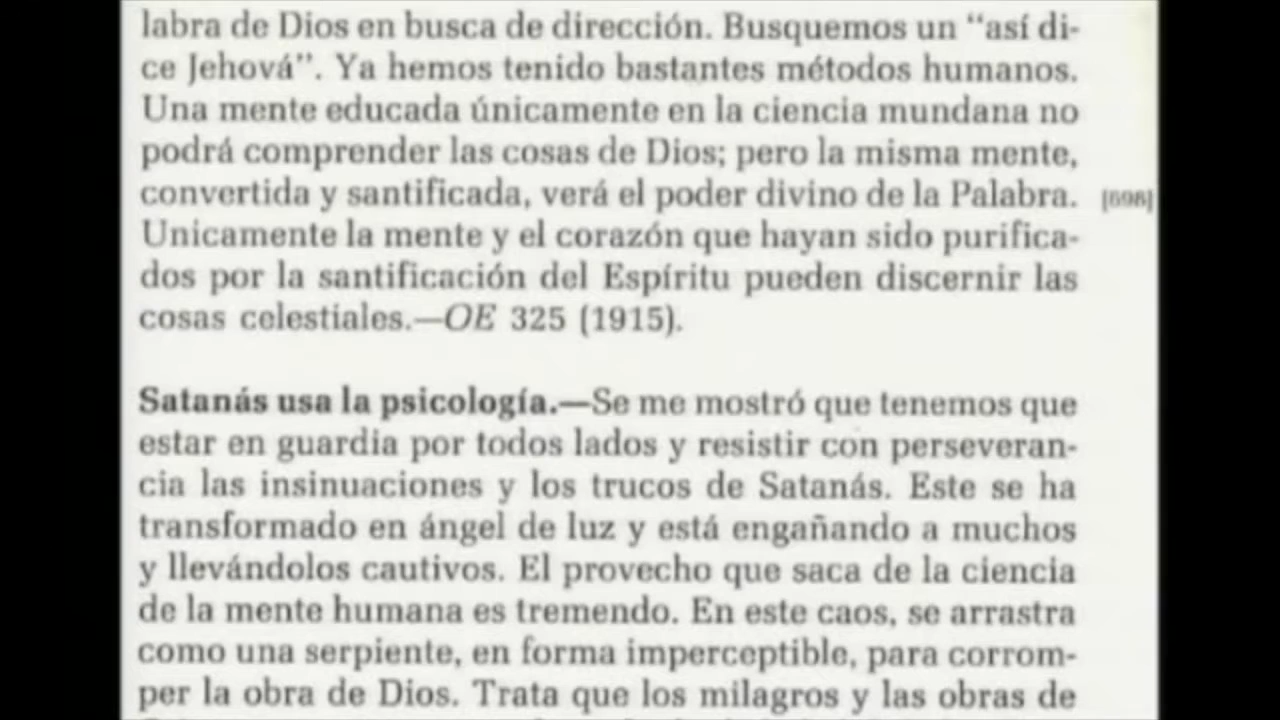 labra de Dios en busca de dirección. Busquemos un “así di-
ce Jehová”. Ya hemos tenido bastantes métodos humanos.
Una mente educada únicamente en la ciencia mundana no
podrá comprender las cosas de Dios; pero la misma mente,
convertida y santificada, verá el poder divino de la Palabra. [698]
Unicamente la mente y el corazón que hayan sido purifica-
dos por la santificación del Espíritu pueden discernir las
cosas celestiales.—OE 325 (1915).
Satanás usa la psicología.—Se me mostró que tenemos que
estar en guardia por todos lados y resistir con perseveran-
cia las insinuaciones y los trucos de Satanás. Este se ha
transformado en ángel de luz y está engañando a muchos
y llevándolos cautivos. El provecho que saca de la ciencia
de la mente humana es tremendo. En este caos, se arrastra
como una serpiente, en forma imperceptible, para corrom-
per la obra de Dios. Trata que los milagros y las obras de